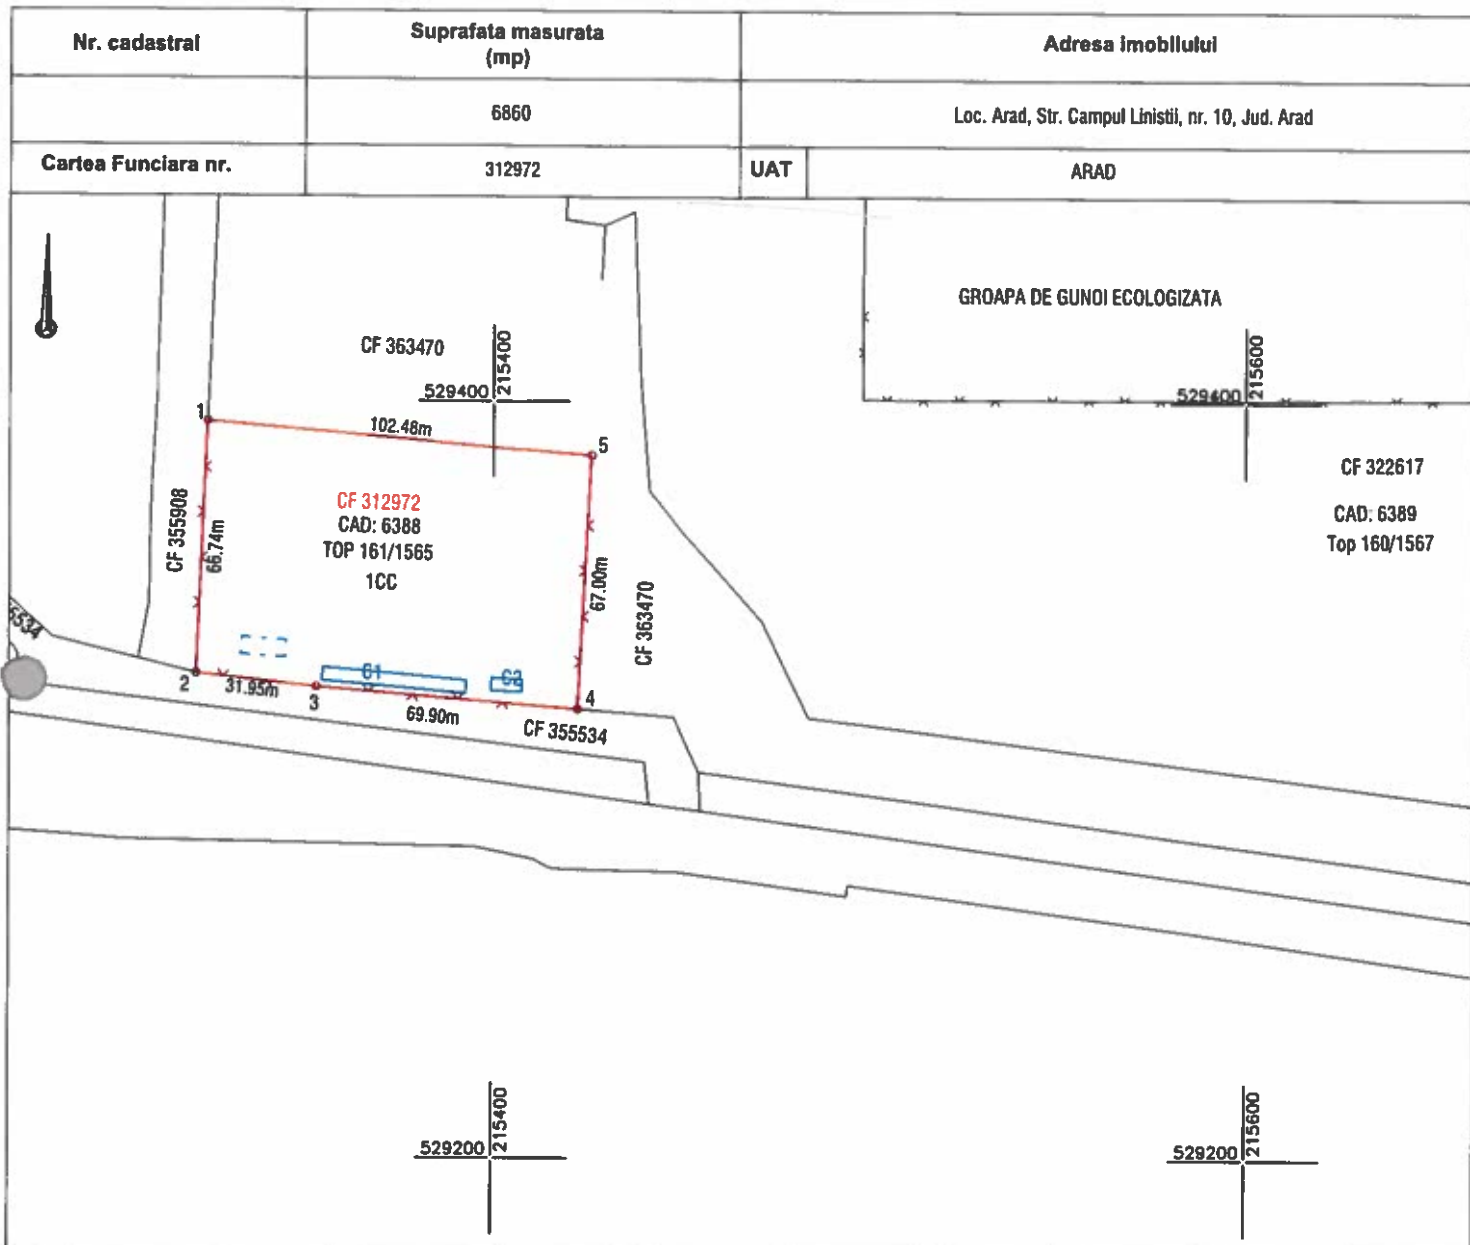 Nr. cadastral
Suprafata masurata
(mp)
Adresa imobilului
6860
Loc. Arad, Str. Campul Linistii, nr. 10, Jud. Arad
Cartea Funciara nr.
312972
UAT
ARAD
GROAPA DE GUNOI ECOLOGIZATA
CF 363470
215400
529400
215600
529400
1
102.48m
5
CF 322617
CAD: 6389
Top 160/1567
CF 312972
CAD: 6388
TOP 161/1565
1CC
CF 355908
66.74m
67.00m
CF 363470
5534
C1
2
31.95m
3
69.90m
4
CF 355534
215400
529200
215600
529200